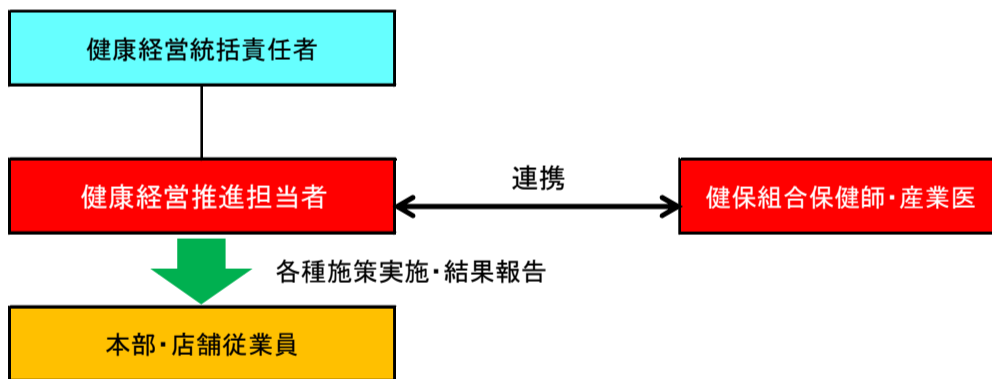 健康経営統括責任者
健康経営推進担当者
連携
健保組合保健師・産業医
各種施策実施・結果報告
本部・店舗従業員